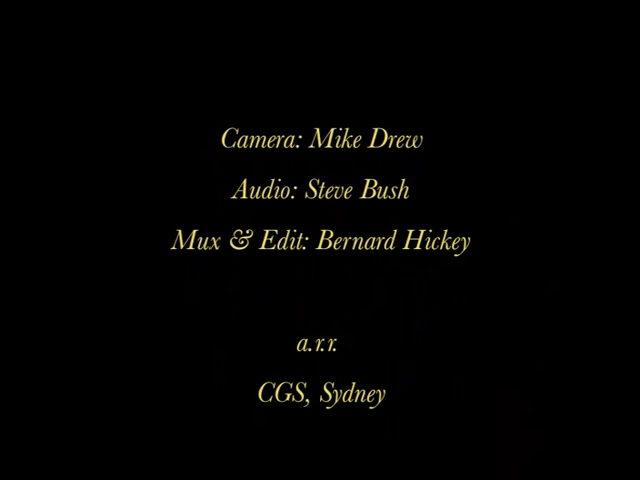 Camera: Mike Drew
Audio: Steve Bush
Mux & Edit: Bernard Hickey
a.r.r.
CGS, Sydney